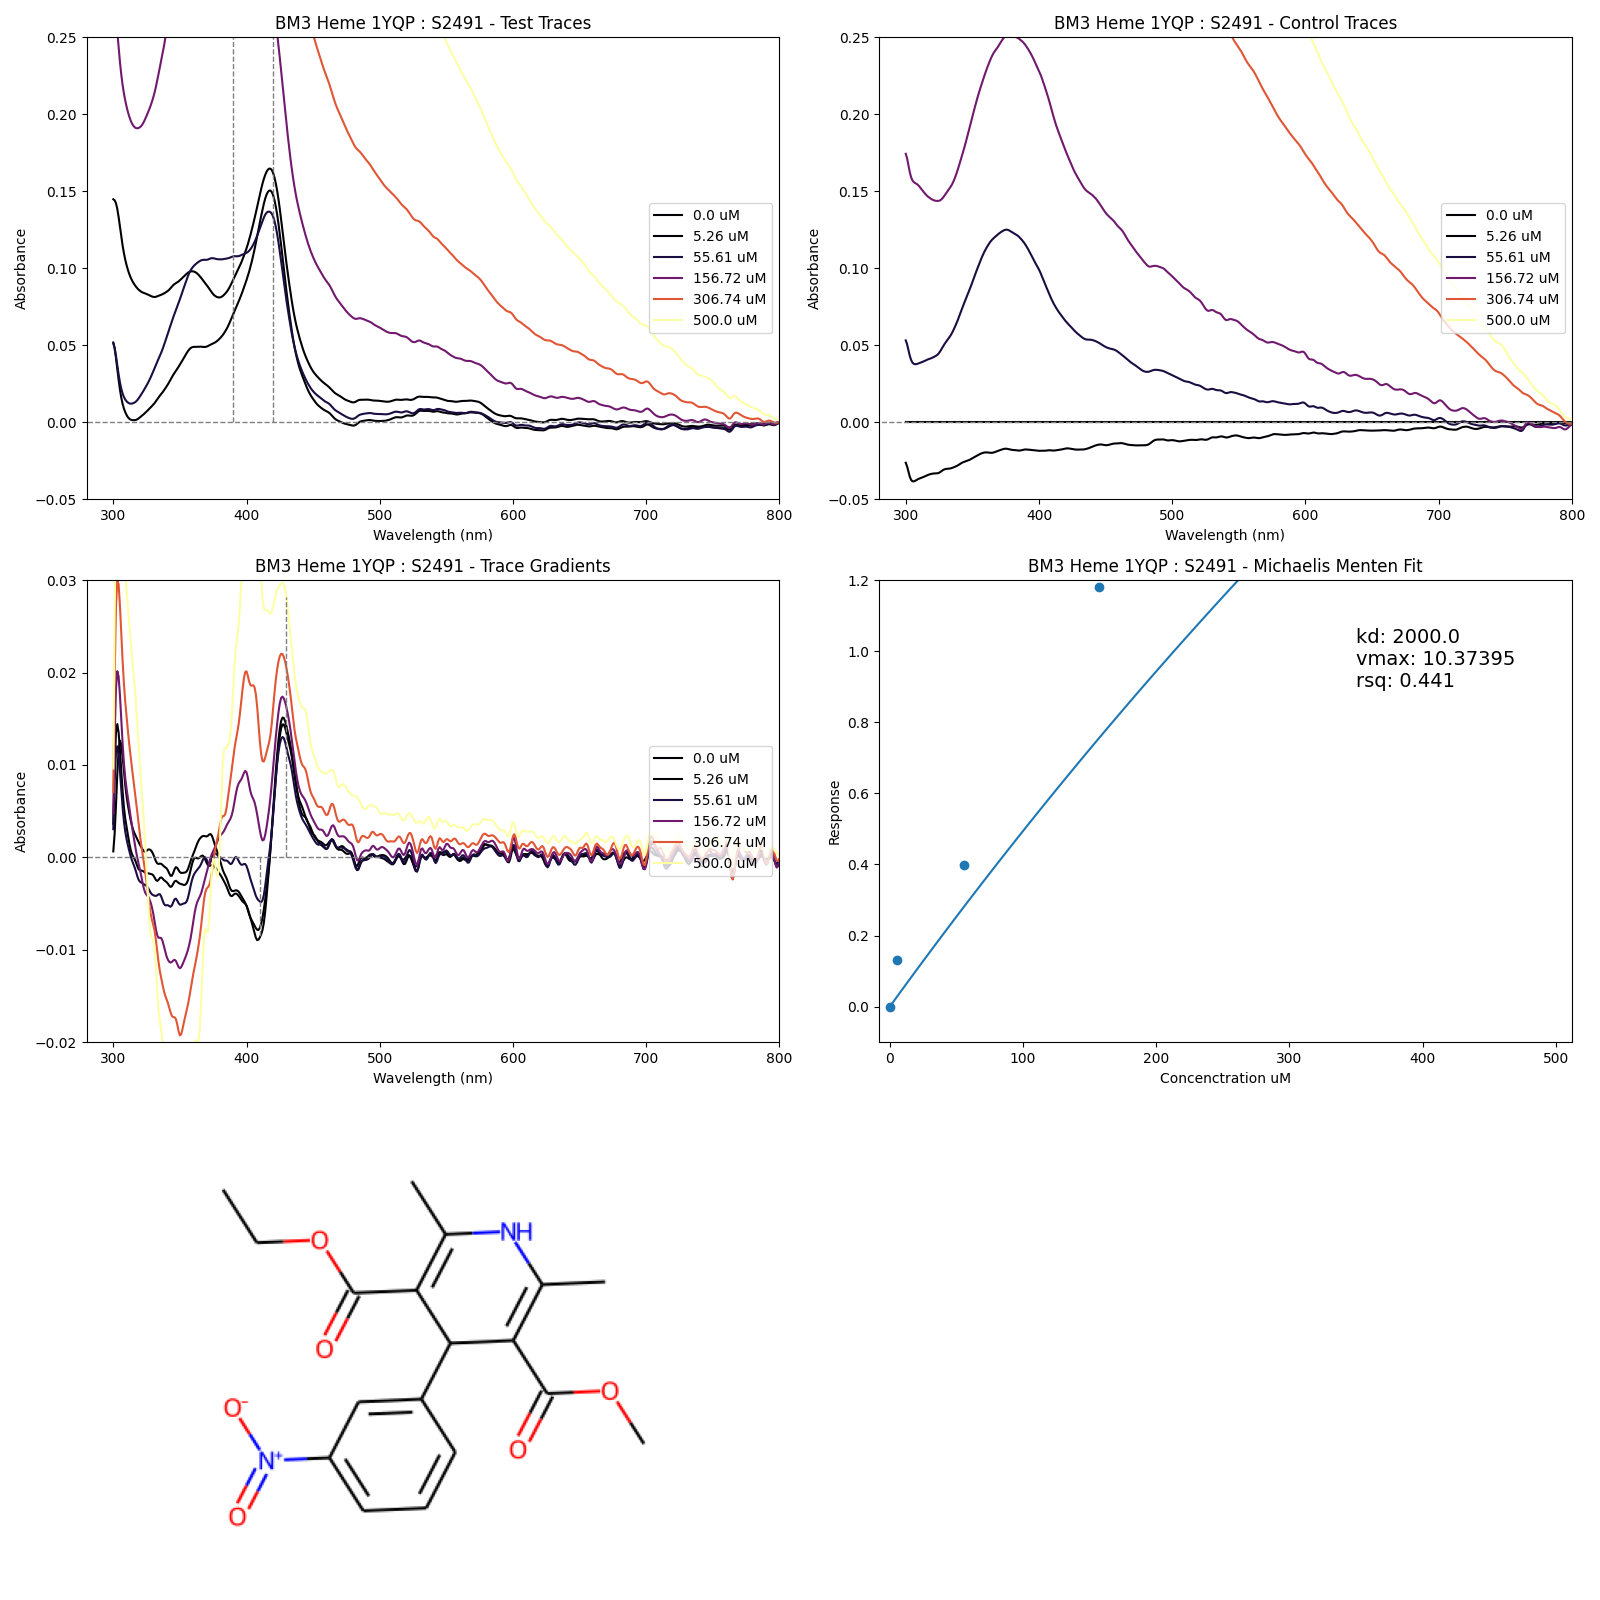 BM3 Heme 1YQP : S2491 - Test Traces
Absorbance
0.25
0.20
0.15
0.10
0.05
0.00
−0.05
300 400 500 600 700 800
Wavelength (nm)
0.0 uM
5.26 uM
55.61 uM
156.72 uM
306.74 uM
500.0 uM
BM3 Heme 1YQP : S2491 - Control Traces
Absorbance
0.25
0.20
0.15
0.10
0.05
0.00
−0.05
300 400 500 600 700 800
Wavelength (nm)
0.0 uM
5.26 uM
55.61 uM
156.72 uM
306.74 uM
500.0 uM
BM3 Heme 1YQP : S2491 - Trace Gradients
Absorbance
0.03
0.02
0.01
0.00
−0.01
−0.02
300 400 500 600 700 800
Wavelength (nm)
0.0 uM
5.26 uM
55.61 uM
156.72 uM
306.74 uM
500.0 uM
BM3 Heme 1YQP : S2491 - Michaelis Menten Fit
Response
1.2
1.0
0.8
0.6
0.4
0.2
0.0
0 100 200 300 400 500
Concenctration uM
kd: 2000.0
vmax: 10.37395
rsq: 0.441
NH
O
O
O
O
O⁻
N⁺
O